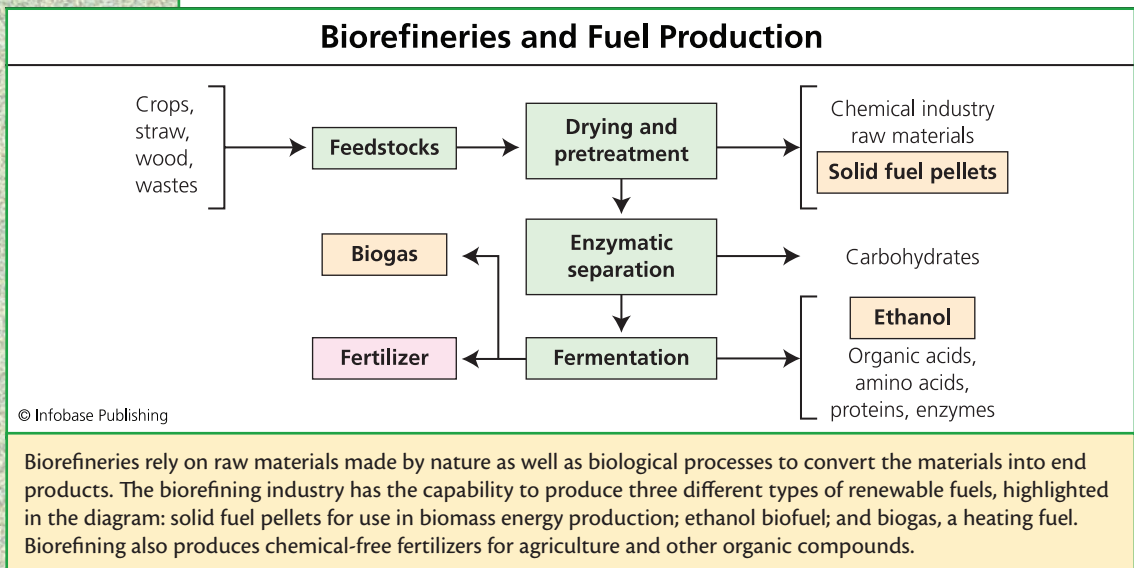 Biorefineries and Fuel Production
Crops,
straw,
wood,
wastes
Feedstocks
Drying and
pretreatment
Chemical industry
raw materials
Solid fuel pellets
Biogas
Enzymatic
separation
Carbohydrates
Fertilizer
Fermentation
Ethanol
Organic acids,
amino acids,
proteins, enzymes
© Infobase Publishing
Biorefineries rely on raw materials made by nature as well as biological processes to convert the materials into end
products. The biorefining industry has the capability to produce three different types of renewable fuels, highlighted
in the diagram: solid fuel pellets for use in biomass energy production; ethanol biofuel; and biogas, a heating fuel.
Biorefining also produces chemical-free fertilizers for agriculture and other organic compounds.